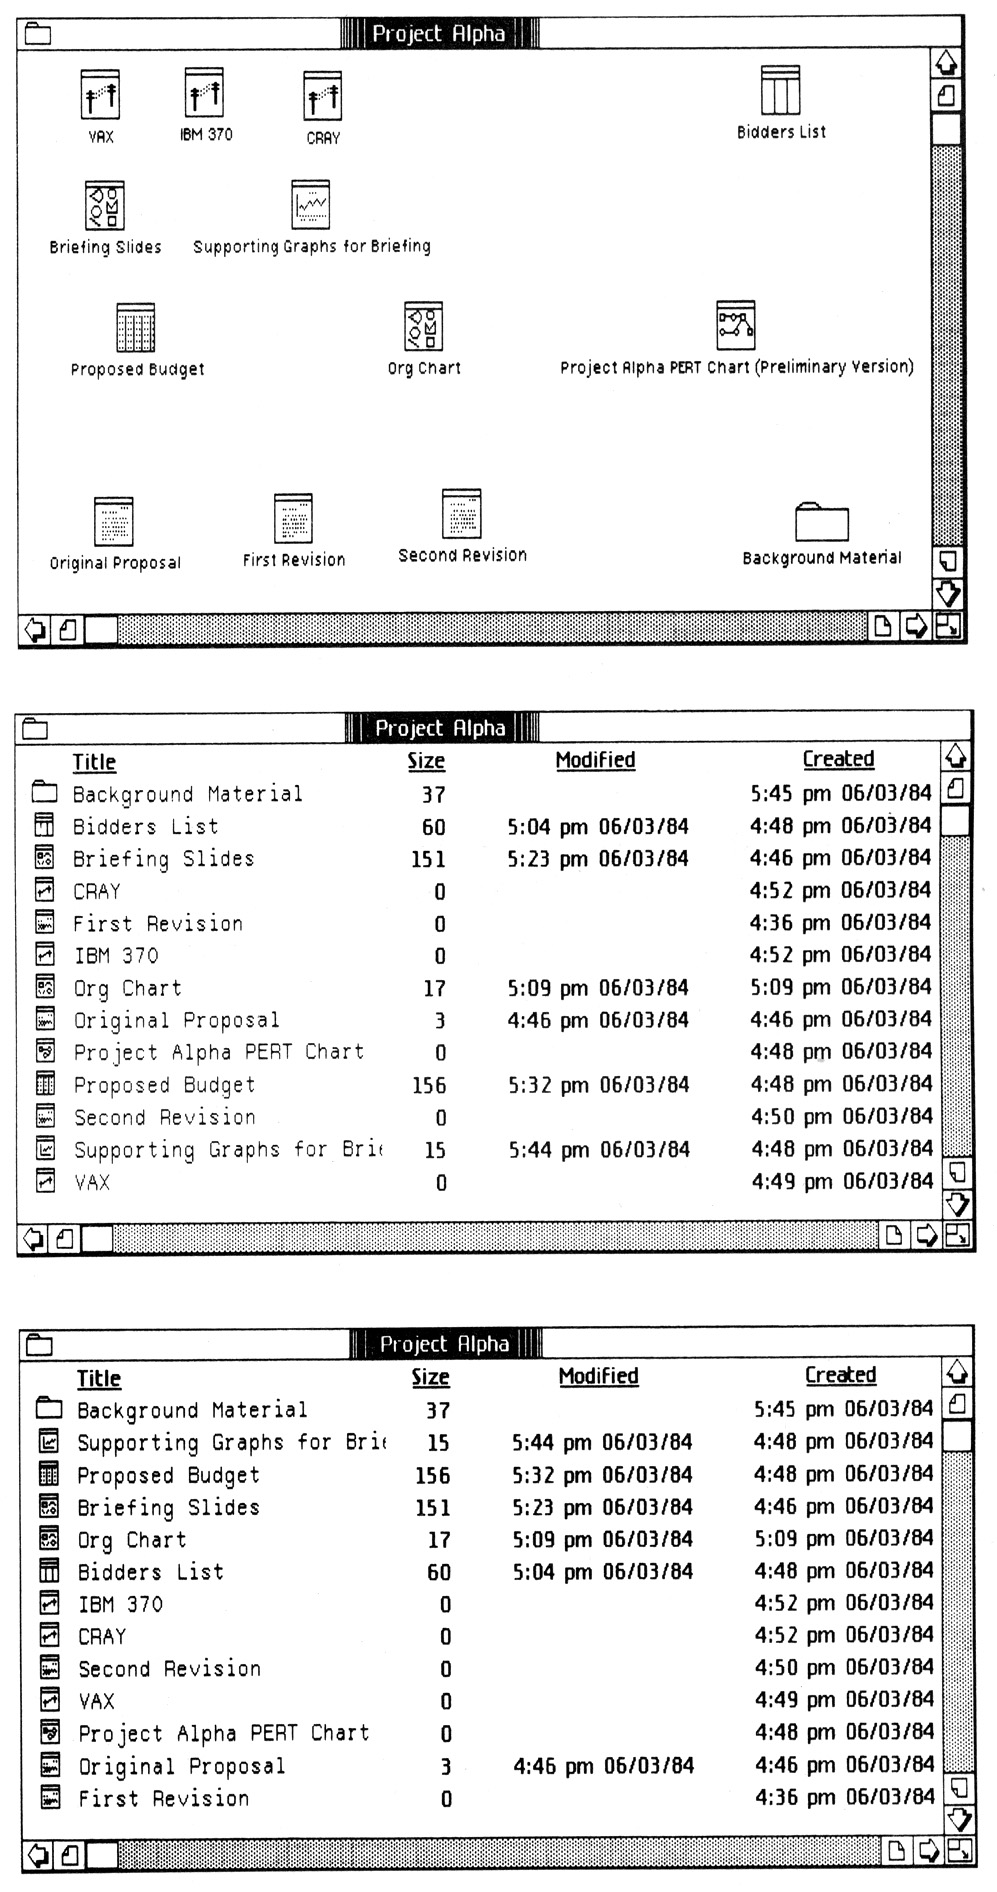 Project Alpha
VAX IBM 370 CRAY Bidders List
Briefing Slides Supporting Graphs for Briefing
Proposed Budget Org Chart Project Alpha PERT Chart (Preliminary Version)
Original Proposal First Revision Second Revision Background Material
Project Alpha
Title Size Modified Created
Background Material 37 5:45 pm 06/03/84
Bidders List 60 5:04 pm 06/03/84 4:48 pm 06/03/84
Briefing Slides 151 5:23 pm 06/03/84 4:46 pm 06/03/84
CRAY 0 4:52 pm 06/03/84
First Revision 0 4:36 pm 06/03/84
IBM 370 0 4:52 pm 06/03/84
Org Chart 17 5:09 pm 06/03/84 5:09 pm 06/03/84
Original Proposal 3 4:46 pm 06/03/84 4:46 pm 06/03/84
Project Alpha PERT Chart 0 4:48 pm 06/03/84
Proposed Budget 156 5:32 pm 06/03/84 4:48 pm 06/03/84
Second Revision 0 4:50 pm 06/03/84
Supporting Graphs for Bri 15 5:44 pm 06/03/84 4:48 pm 06/03/84
VAX 0 4:49 pm 06/03/84
Project Alpha
Title Size Modified Created
Background Material 37 5:45 pm 06/03/84
Supporting Graphs for Bri 15 5:44 pm 06/03/84 4:48 pm 06/03/84
Proposed Budget 156 5:32 pm 06/03/84 4:48 pm 06/03/84
Briefing Slides 151 5:23 pm 06/03/84 4:46 pm 06/03/84
Org Chart 17 5:09 pm 06/03/84 5:09 pm 06/03/84
Bidders List 60 5:04 pm 06/03/84 4:48 pm 06/03/84
IBM 370 0 4:52 pm 06/03/84
CRAY 0 4:52 pm 06/03/84
Second Revision 0 4:50 pm 06/03/84
VAX 0 4:49 pm 06/03/84
Project Alpha PERT Chart 0 4:48 pm 06/03/84
Original Proposal 3 4:46 pm 06/03/84 4:46 pm 06/03/84
First Revision 0 4:36 pm 06/03/84